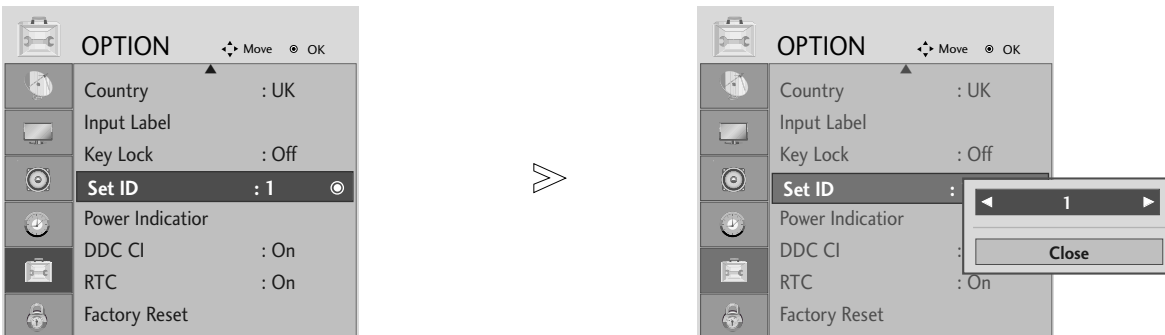 OPTION Move OK
Country : UK
Input Label
Key Lock : Off
Set ID : 1
Power Indicatior
DDC CI : On
RTC : On
Factory Reset
OPTION Move OK
Country : UK
Input Label
Key Lock : Off
Set ID :
1
Power Indicatior
DDC CI :
Close
RTC : On
Factory Reset